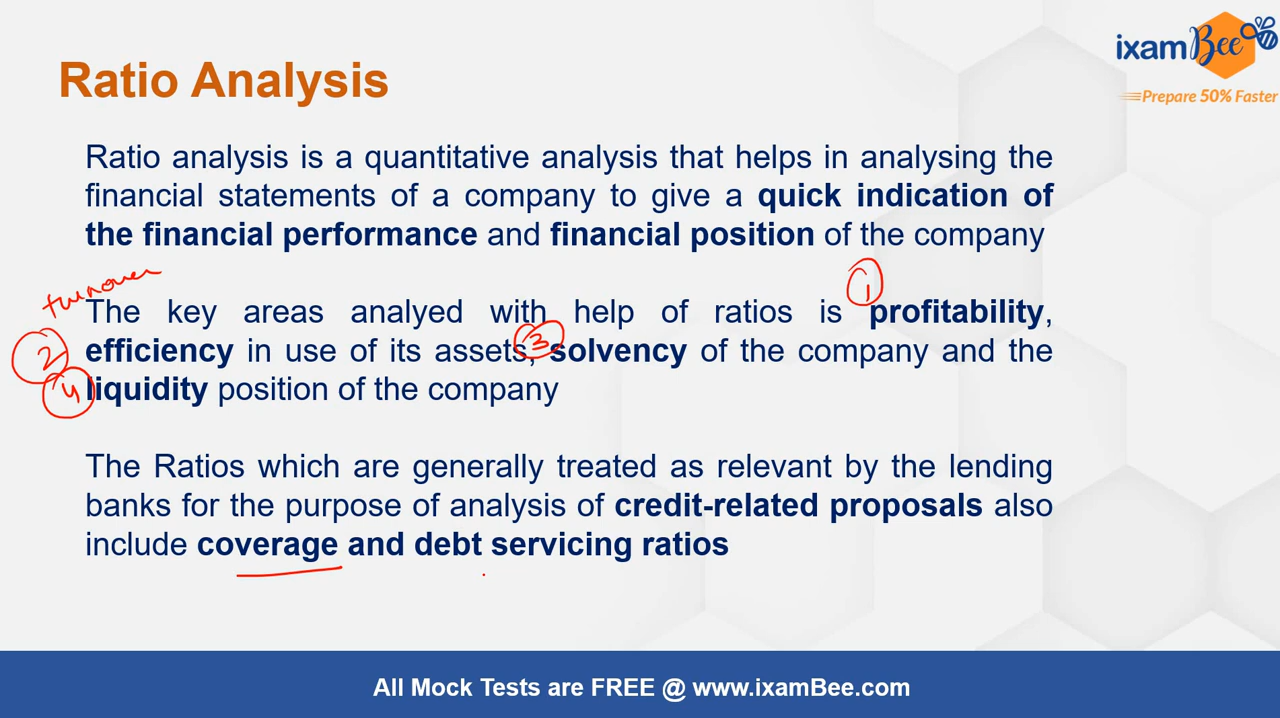 ixamBee
Prepare 50% Faster
Ratio Analysis
Ratio analysis is a quantitative analysis that helps in analysing the
financial statements of a company to give a quick indication of
the financial performance and financial position of the company
turnover
1
The key areas analyed with help of ratios is profitability,
2
3
efficiency in use of its assets, solvency of the company and the
4
liquidity position of the company
The Ratios which are generally treated as relevant by the lending
banks for the purpose of analysis of credit-related proposals also
include coverage and debt servicing ratios
All Mock Tests are FREE @ www.ixamBee.com